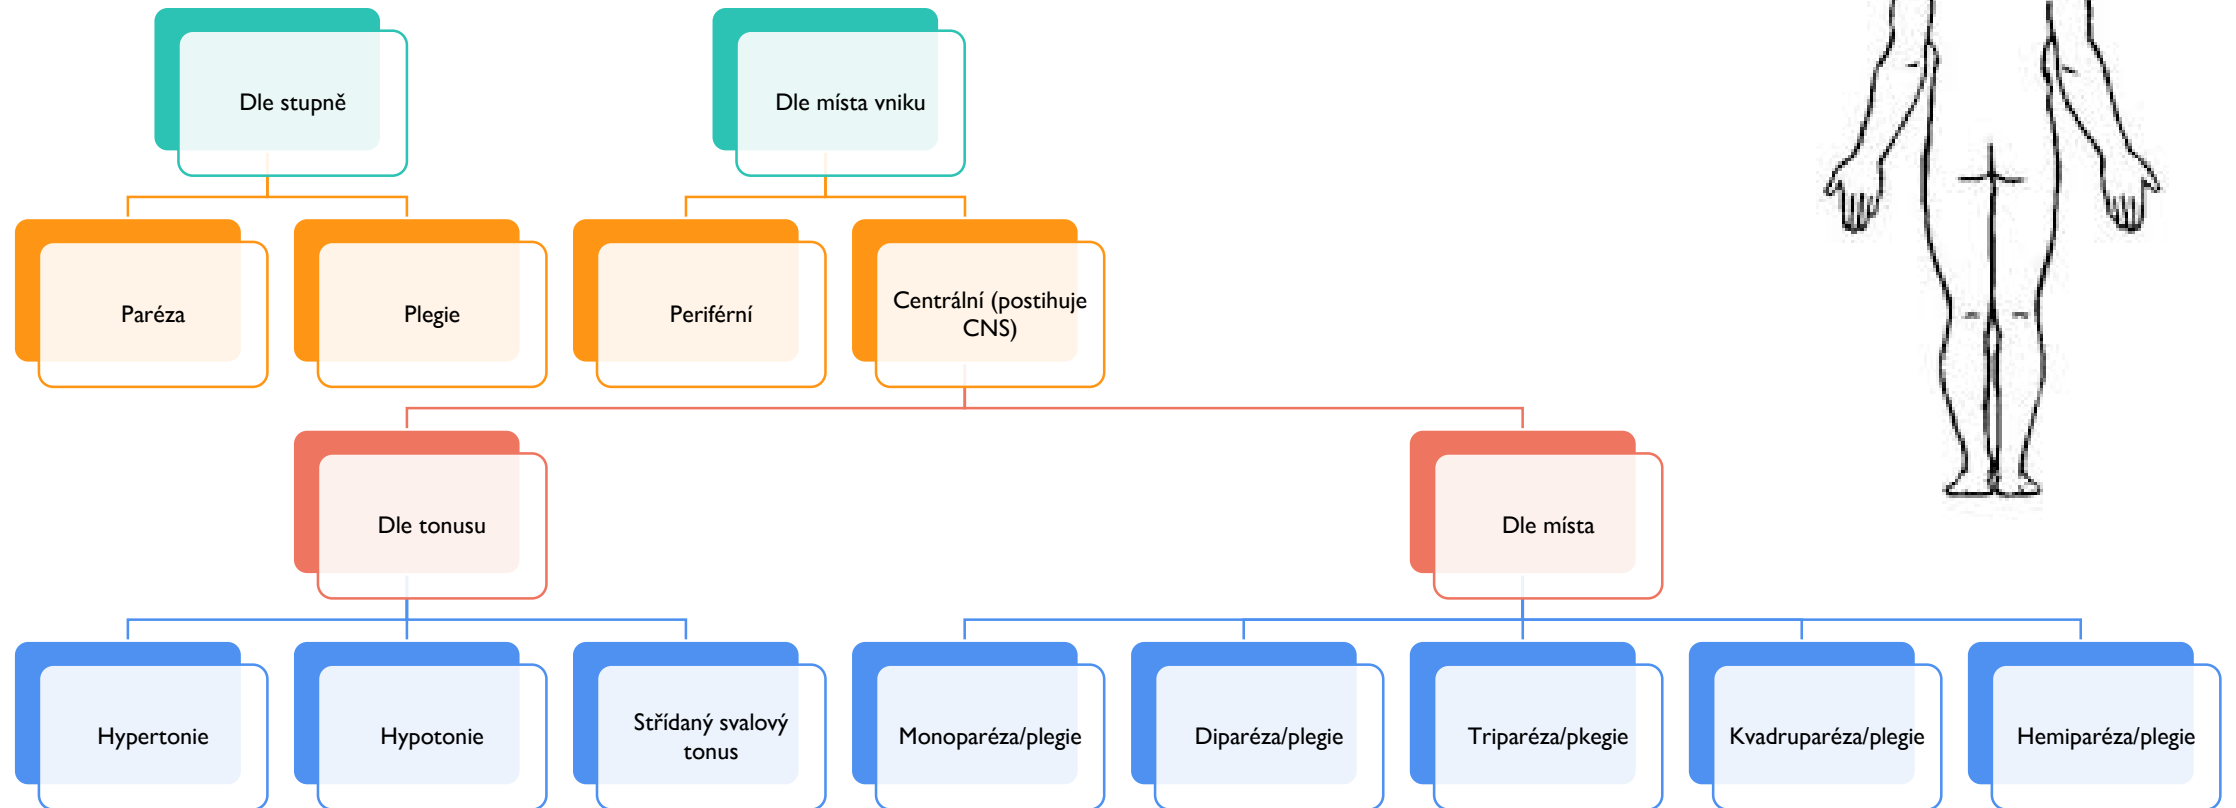 Dle stupně
Dle místa vniku
Paréza
Plegie
Periférní
Centrální (postihuje
CNS)
Dle tonusu
Dle místa
Hypertonie
Hypotonie
Střídaný svalový
tonus
Monoparéza/plegie
Diparéza/plegie
Triparéza/pkegie
Kvadruparéza/plegie
Hemiparéza/plegie